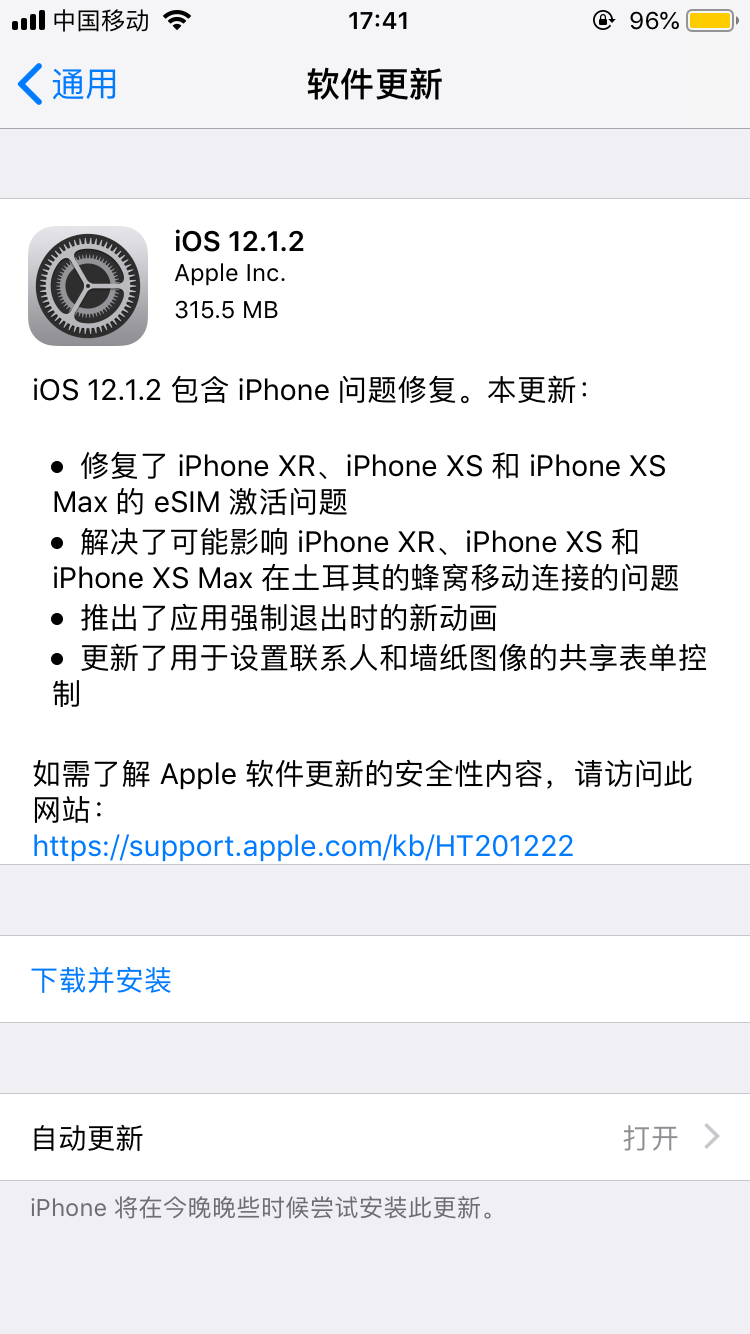 中国移动 17:41 96%
通用 软件更新
iOS 12.1.2
Apple Inc.
315.5 MB
iOS 12.1.2 包含 iPhone 问题修复。本更新：
● 修复了 iPhone XR、iPhone XS 和 iPhone XS
Max 的 eSIM 激活问题
● 解决了可能影响 iPhone XR、iPhone XS 和
iPhone XS Max 在土耳其的蜂窝移动连接的问题
● 推出了应用强制退出时的新动画
● 更新了用于设置联系人和墙纸图像的共享表单控
制
如需了解 Apple 软件更新的安全性内容，请访问此
网站：
https://support.apple.com/kb/HT201222
下载并安装
自动更新 打开
iPhone 将在今晚晚些时候尝试安装此更新。